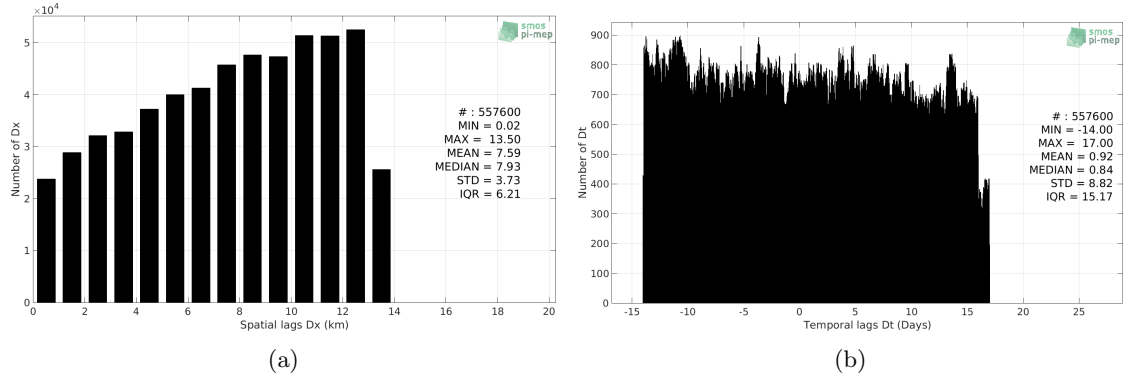 ×10⁴
5
4
3
2
1
0
Number of Dx
0 2 4 6 8 10 12 14 16 18 20
Spatial lags Dx (km)
smos
pi-mep
# : 557600
MIN = 0.02
MAX = 13.50
MEAN = 7.59
MEDIAN = 7.93
STD = 3.73
IQR = 6.21
(a)
900
800
700
600
500
400
300
200
100
0
Number of Dt
-15 -10 -5 0 5 10 15 20 25
Temporal lags Dt (Days)
smos
pi-mep
# : 557600
MIN = -14.00
MAX = 17.00
MEAN = 0.92
MEDIAN = 0.84
STD = 8.82
IQR = 15.17
(b)